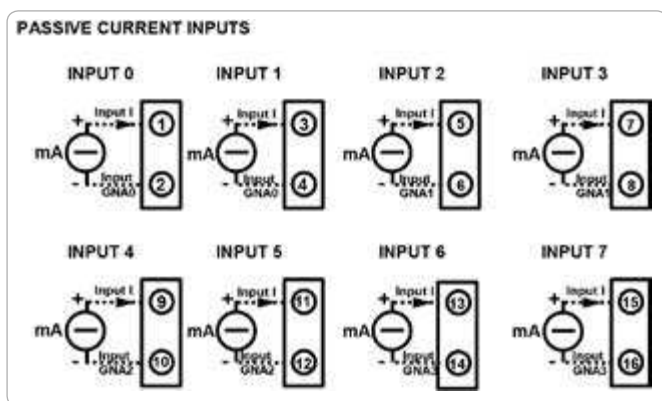 PASSIVE CURRENT INPUTS
INPUT 0 INPUT 1 INPUT 2 INPUT 3
+ Input I 1 + Input I 3 + Input I 5 + Input I 7
mA mA mA mA
- Input GNA0 2 - Input GNA0 4 - Input GNA1 6 - Input GNA1 8
INPUT 4 INPUT 5 INPUT 6 INPUT 7
+ Input I 9 + Input I 11 + Input I 13 + Input I 15
mA mA mA mA
- Input GNA2 10 - Input GNA2 12 - Input GNA3 14 - Input GNA3 16